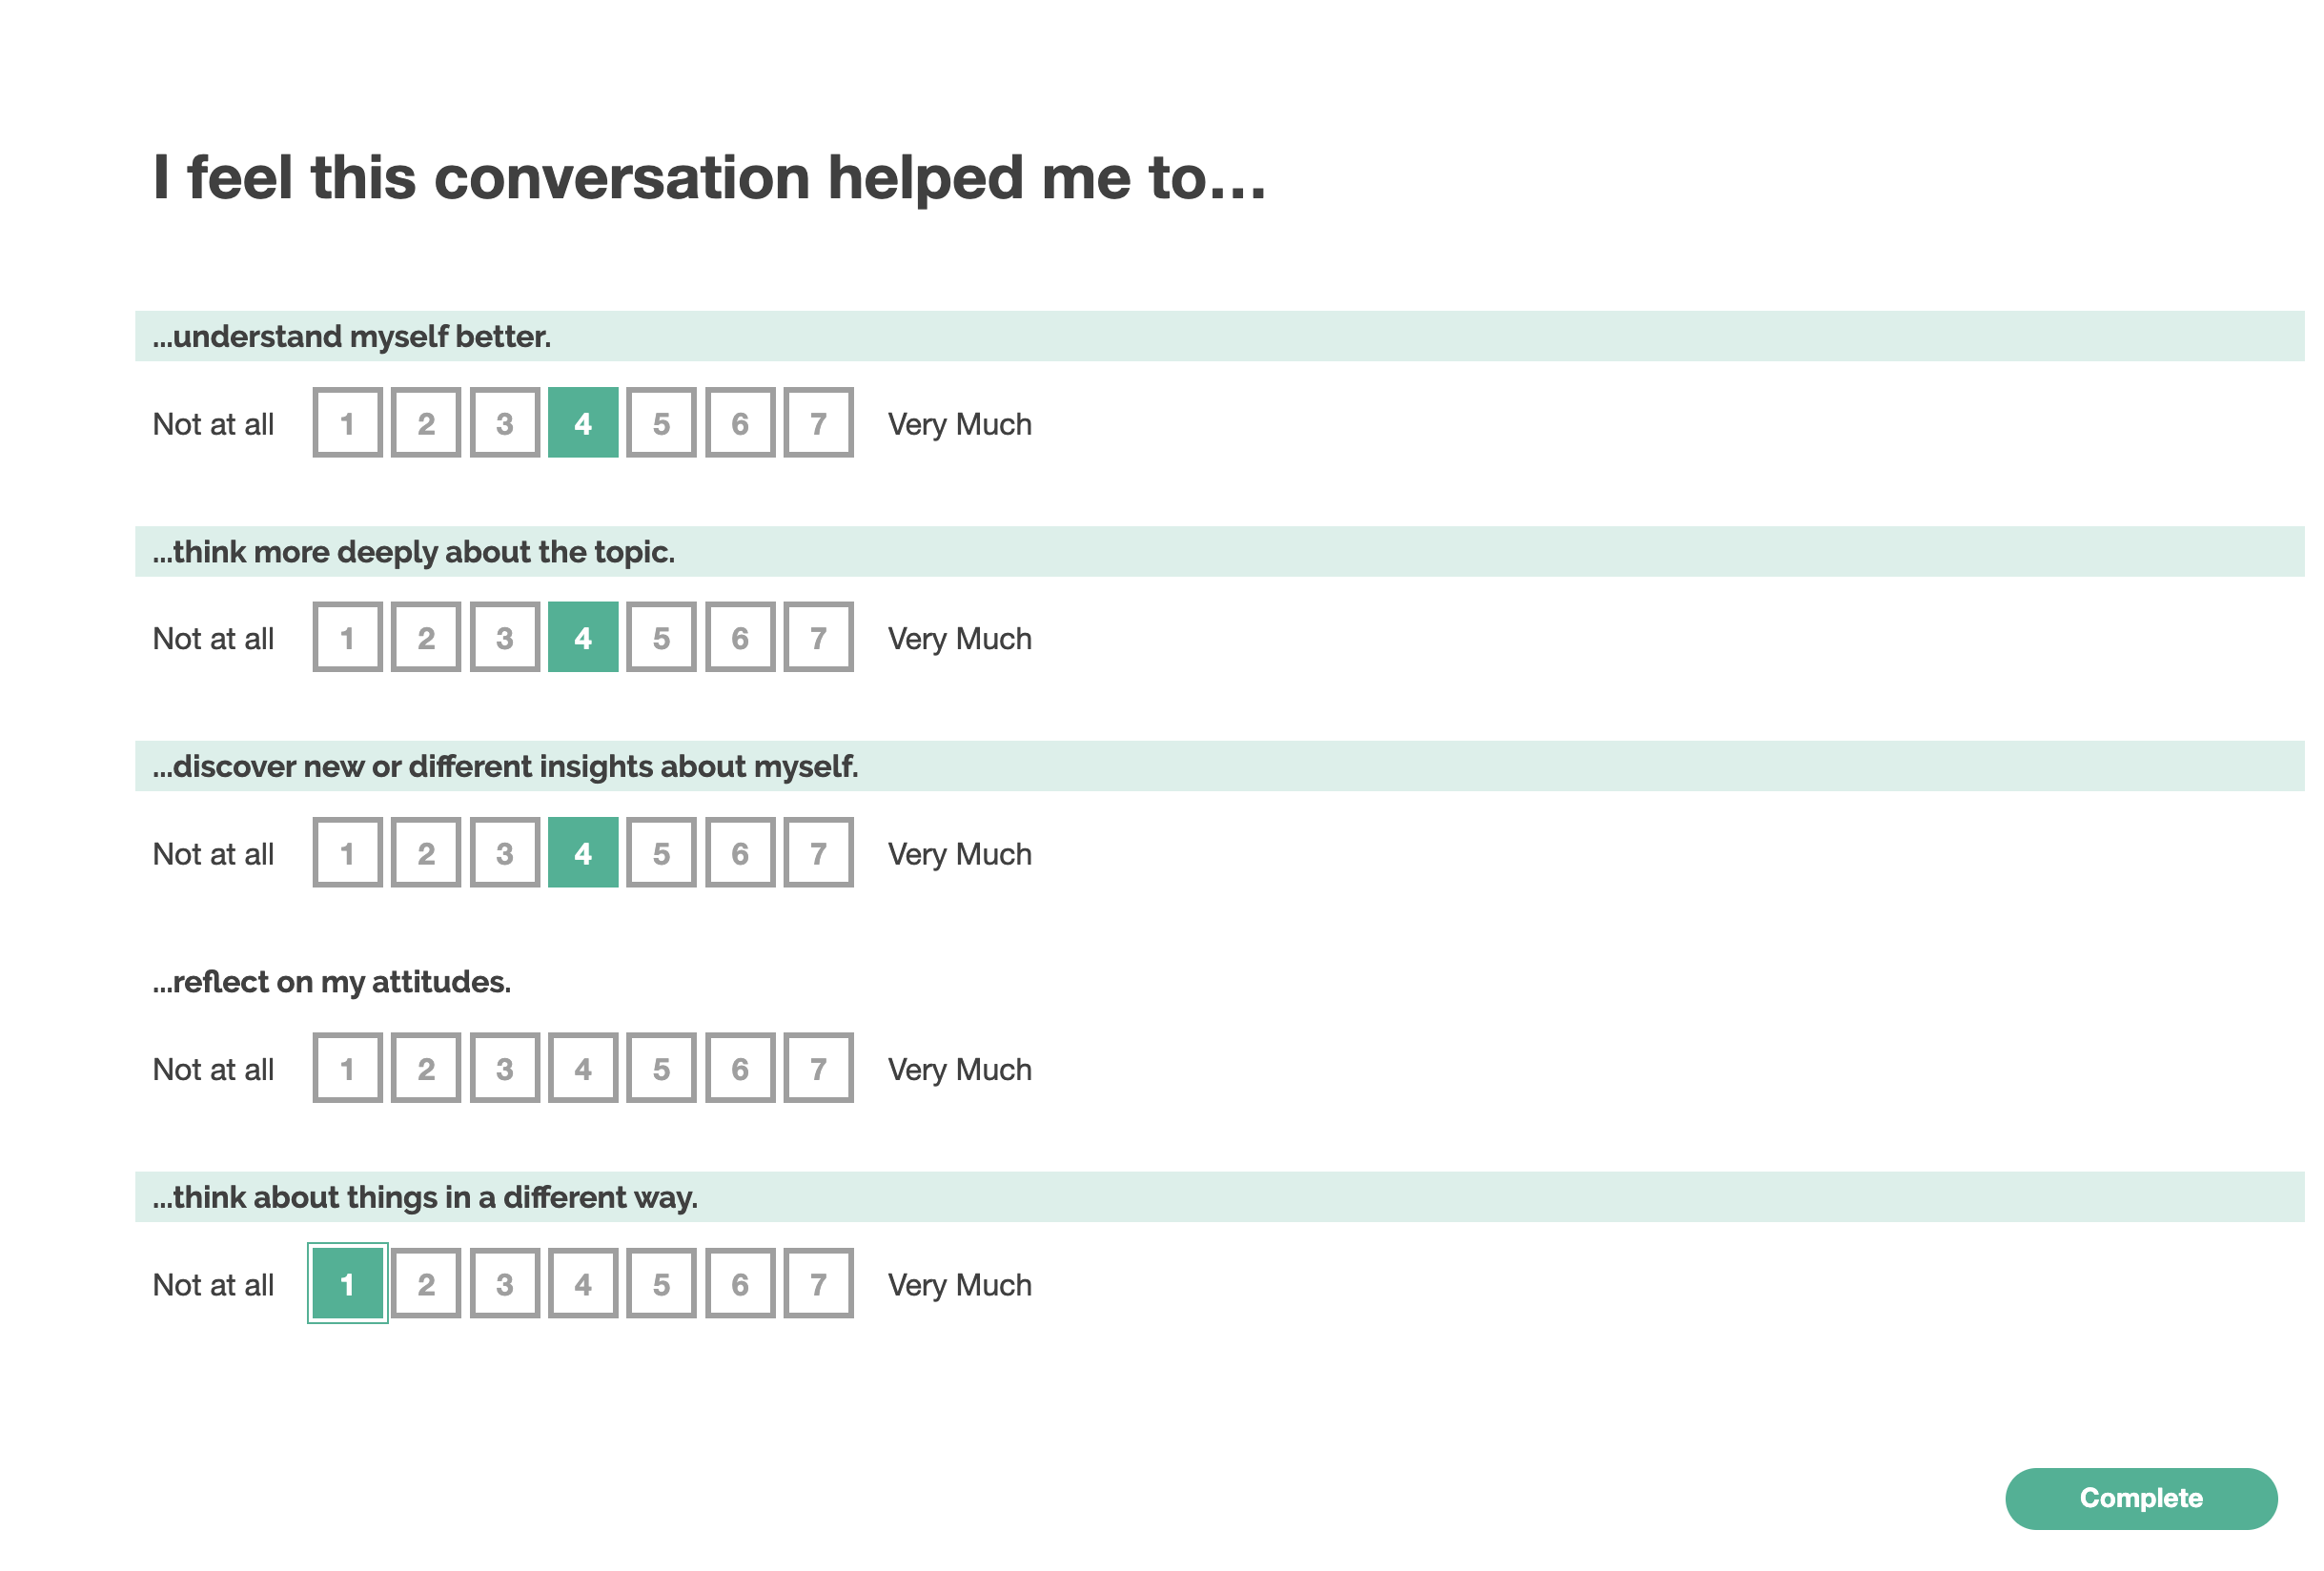 I feel this conversation helped me to...
...understand myself better.
Not at all 1 2 3 4 5 6 7 Very Much
...think more deeply about the topic.
Not at all 1 2 3 4 5 6 7 Very Much
...discover new or different insights about myself.
Not at all 1 2 3 4 5 6 7 Very Much
...reflect on my attitudes.
Not at all 1 2 3 4 5 6 7 Very Much
...think about things in a different way.
Not at all 1 2 3 4 5 6 7 Very Much
Complete